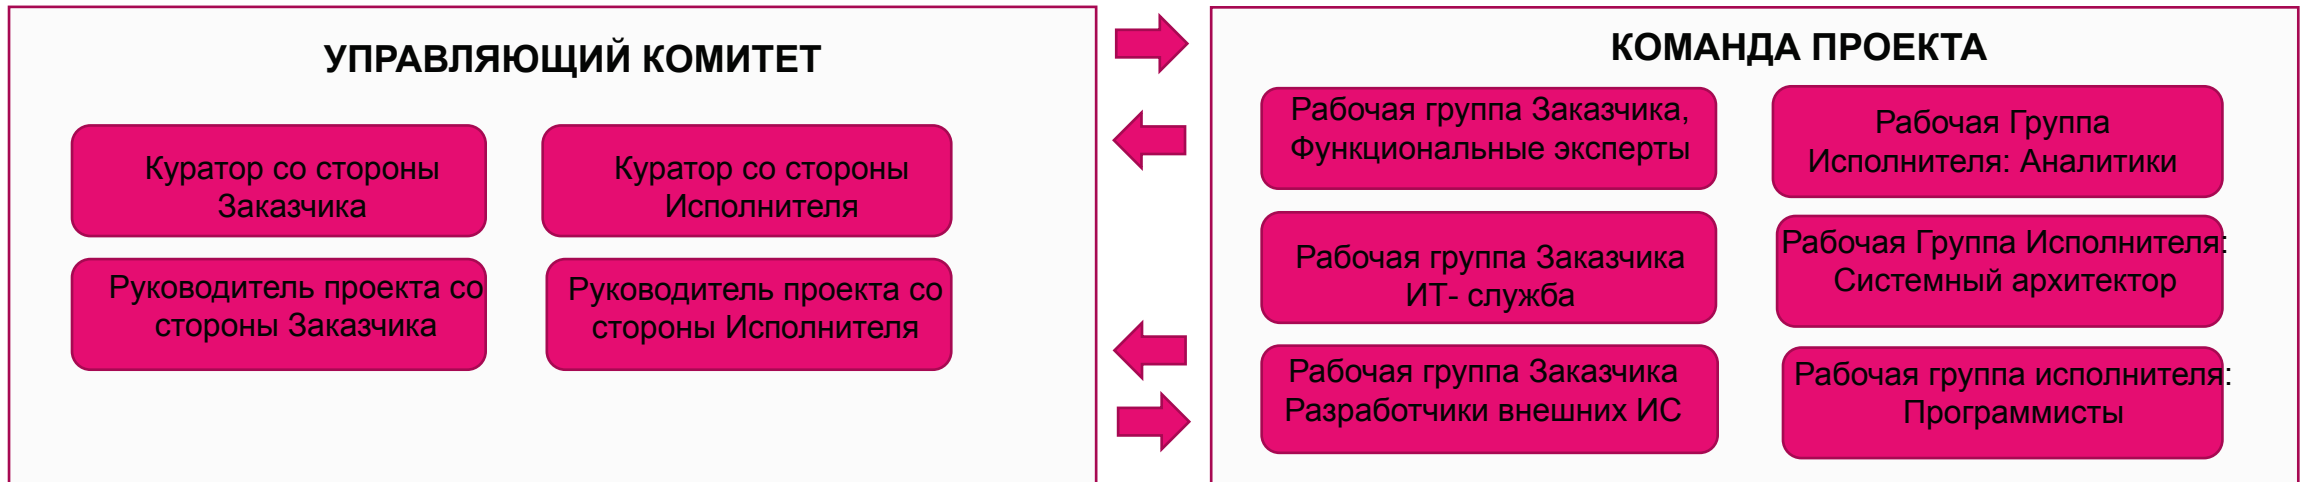 УПРАВЛЯЮЩИЙ КОМИТЕТ
Куратор со стороны
Заказчика
Куратор со стороны
Исполнителя
Руководитель проекта со
стороны Заказчика
Руководитель проекта со
стороны Исполнителя
КОМАНДА ПРОЕКТА
Рабочая группа Заказчика,
Функциональные эксперты
Рабочая Группа
Исполнителя: Аналитики
Рабочая группа Заказчика
ИТ- служба
Рабочая Группа Исполнителя:
Системный архитектор
Рабочая группа Заказчика
Разработчики внешних ИС
Рабочая группа исполнителя:
Программисты